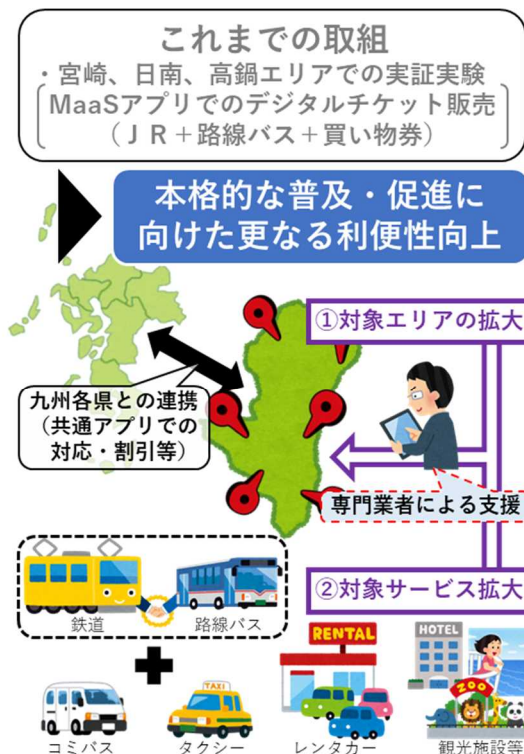 これまでの取組
・宮崎、日南、高鍋エリアでの実証実験
MaaSアプリでのデジタルチケット販売
（ＪＲ＋路線バス＋買い物券）
本格的な普及・促進に
向けた更なる利便性向上
①対象エリアの拡大
九州各県との連携
（共通アプリでの
対応・割引等）
専門業者による支援
②対象サービス拡大
鉄道
路線バス
RENTAL
HOTEL
ZOO
TAXI
コミバス
タクシー
レンタカー
観光施設等